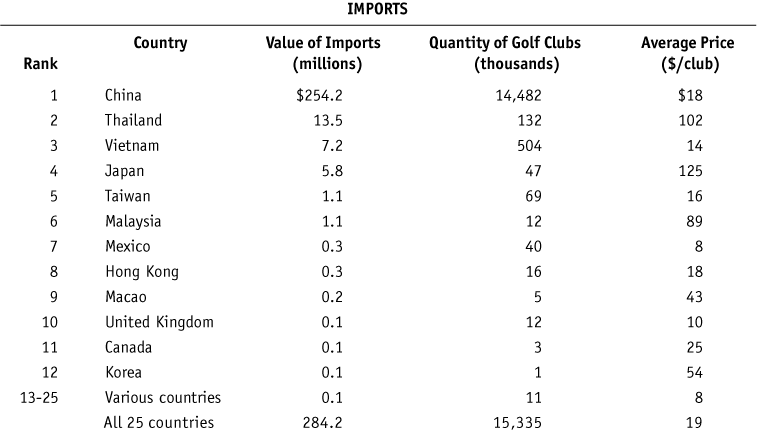 IMPORTS
Country Value of Imports Quantity of Golf Clubs Average Price
Rank (millions) (thousands) ($/club)
1 China $254.2 14,482 $18
2 Thailand 13.5 132 102
3 Vietnam 7.2 504 14
4 Japan 5.8 47 125
5 Taiwan 1.1 69 16
6 Malaysia 1.1 12 89
7 Mexico 0.3 40 8
8 Hong Kong 0.3 16 18
9 Macao 0.2 5 43
10 United Kingdom 0.1 12 10
11 Canada 0.1 3 25
12 Korea 0.1 1 54
13-25 Various countries 0.1 11 8
All 25 countries 284.2 15,335 19